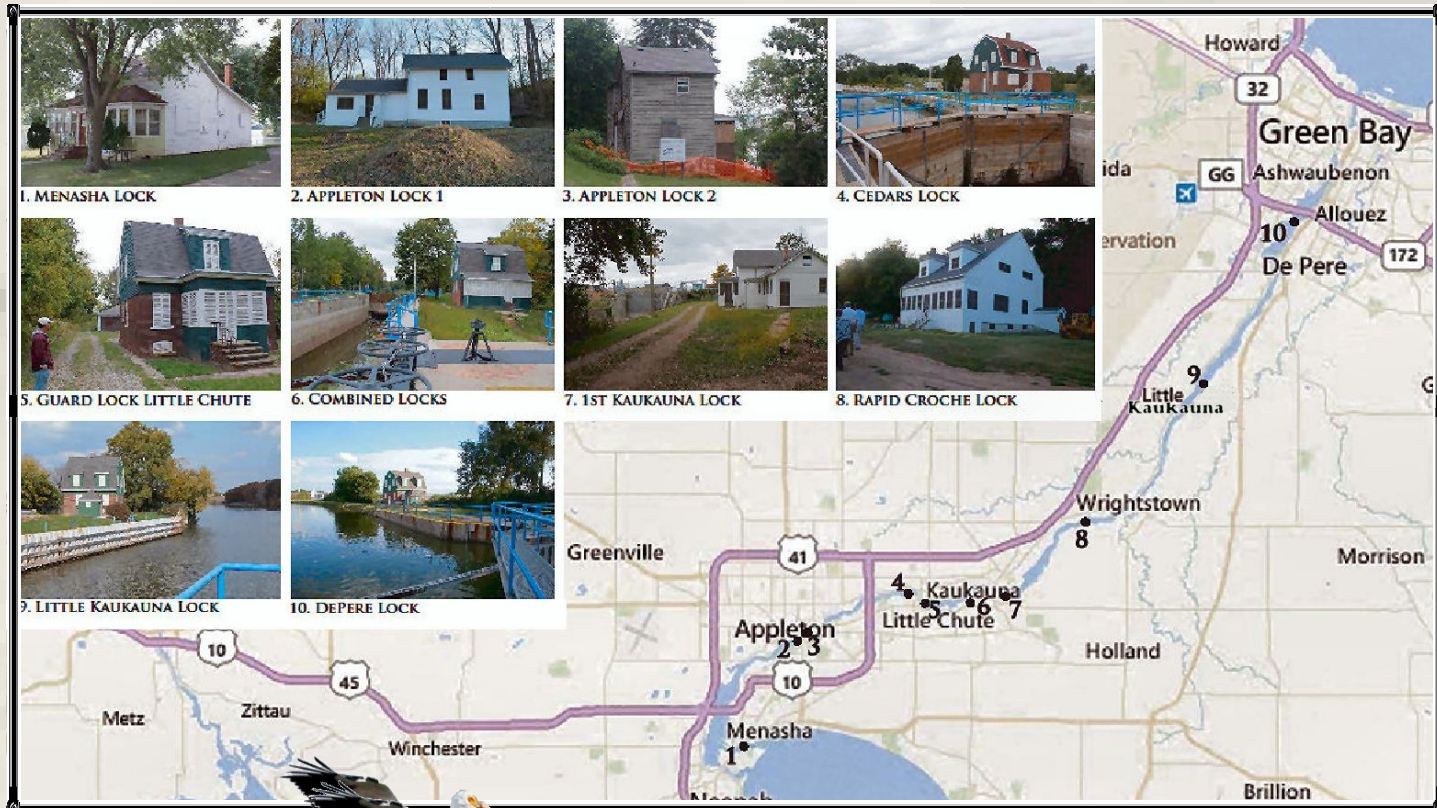 1. MENASHA LOCK
2. APPLETON LOCK 1
3. APPLETON LOCK 2
4. CEDARS LOCK
5. GUARD LOCK LITTLE CHUTE
6. COMBINED LOCKS
7. 1ST KAUKAUNA LOCK
8. RAPID CROCHE LOCK
9. LITTLE KAUKAUNA LOCK
10. DEPERE LOCK
Howard
32
Green Bay
ida
GG
Ashwaubenon
Allouez
10
ervation
172
De Pere
9
Little
Kaukauna
G
Wrightstown
8
Greenville
41
Morrison
4
Kaukauna
5
6
7
Little Chute
Appleton
2
3
10
Holland
10
45
Metz
Zittau
Winchester
Menasha
1
Neenah
Brillion